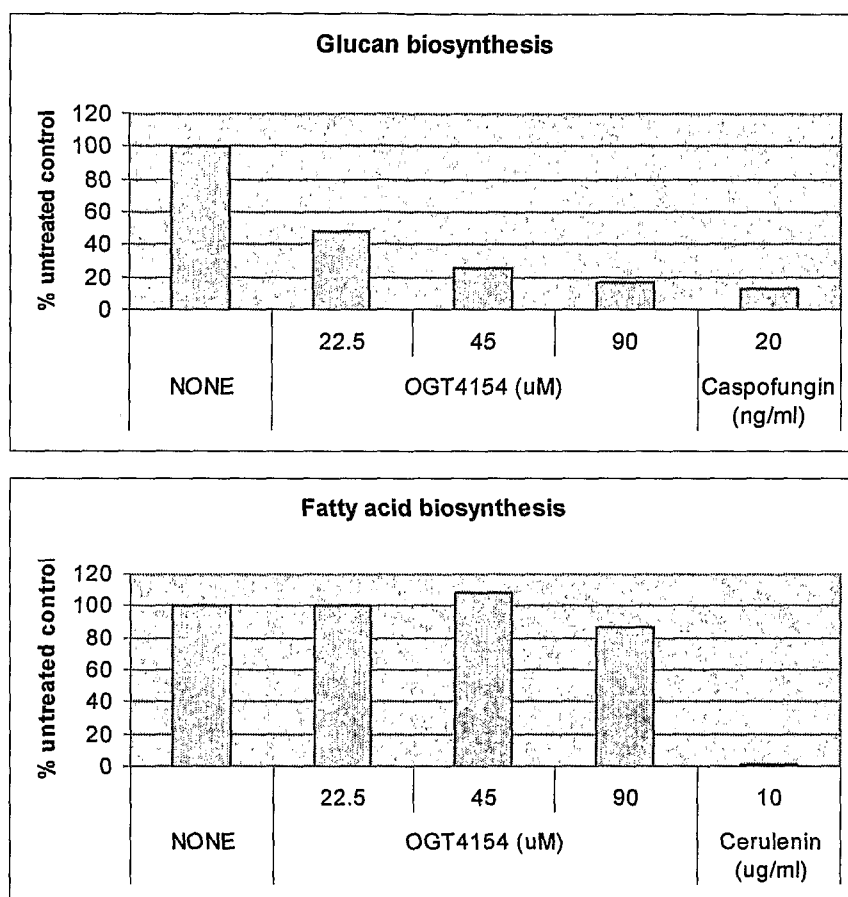 Glucan biosynthesis
% untreated control
120
100
80
60
40
20
0
22.5 45 90 20
NONE OGT4154 (uM) Caspofungin
(ng/ml)
Fatty acid biosynthesis
% untreated control
120
100
80
60
40
20
0
22.5 45 90 10
NONE OGT4154 (uM) Cerulenin
(ug/ml)